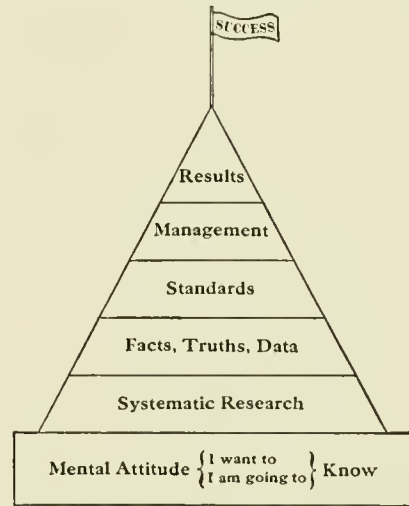 SUCCESS
Results
Management
Standards
Facts, Truths, Data
Systematic Research
Mental Attitude { I want to } Know
{ I am going to }